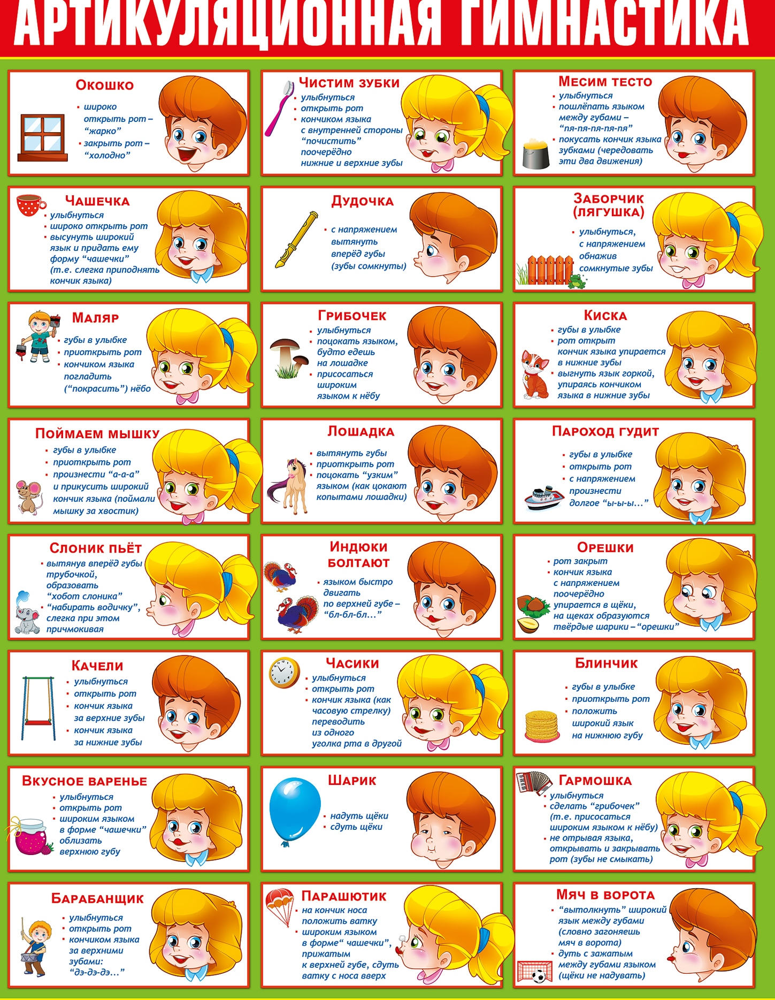 АРТИКУЛЯЦИОННАЯ ГИМНАСТИКА
Окошко
▪ широко
открыть рот –
“жарко”
▪ закрыть рот –
“холодно”
Чистим зубки
▪ улыбнуться
▪ открыть рот
▪ кончиком языка
с внутренней стороны
“почистить”
поочерёдно
нижние и верхние зубы
Месим тесто
▪ улыбнуться
▪ пошлёпать языком
между губами –
“пя-пя-пя-пя-пя”
▪ покусать кончик языка
зубками (чередовать
эти два движения)
Чашечка
▪ улыбнуться
▪ широко открыть рот
▪ высунуть широкий
язык и придать ему
форму “чашечки”
(т.е. слегка приподнять
кончик языка)
Дудочка
▪ с напряжением
вытянуть
вперёд губы
(зубы сомкнуты)
Заборчик
(лягушка)
▪ улыбнуться,
с напряжением
обнажив
сомкнутые зубы
Маляр
▪ губы в улыбке
▪ приоткрыть рот
▪ кончиком языка
погладить
(“покрасить”) нёбо
Грибочек
▪ улыбнуться
▪ поцокать языком,
будто едешь
на лошадке
▪ присосаться
широким
языком к нёбу
Киска
▪ губы в улыбке
▪ рот открыт
кончик языка упирается
в нижние зубы
▪ выгнуть язык горкой,
упираясь кончиком
языка в нижние зубы
Поймаем мышку
▪ губы в улыбке
▪ приоткрыть рот
▪ произнести “а-а-а”
и прикусить широкий
кончик языка (поймали
мышку за хвостик)
Лошадка
▪ вытянуть губы
▪ приоткрыть рот
▪ поцокать “узким”
языком (как цокают
копытами лошадки)
Пароход гудит
▪ губы в улыбке
▪ открыть рот
▪ с напряжением
произнести
долгое “ы-ы-ы...”
Слоник пьёт
▪ вытянув вперёд губы
трубочкой,
образовать
“хобот слоника”
▪ “набирать водичку”,
слегка при этом
причмокивая
Индюки
болтают
▪ языком быстро
двигать
по верхней губе –
“бл-бл-бл...”
Орешки
▪ рот закрыт
▪ кончик языка
с напряжением
поочерёдно
упирается в щёки,
на щеках образуются
твёрдые шарики – “орешки”
Качели
▪ улыбнуться
▪ открыть рот
▪ кончик языка
за верхние зубы
▪ кончик языка
за нижние зубы
Часики
▪ улыбнуться
▪ открыть рот
▪ кончик языка (как
часовую стрелку)
переводить
из одного
уголка рта в другой
Блинчик
▪ губы в улыбке
▪ приоткрыть рот
▪ положить
широкий язык
на нижнюю губу
Вкусное варенье
▪ улыбнуться
▪ открыть рот
▪ широким языком
в форме “чашечки”
облизать
верхнюю губу
Шарик
▪ надуть щёки
▪ сдуть щёки
Гармошка
▪ улыбнуться
▪ сделать “грибочек”
(т.е. присосаться
широким языком к нёбу)
▪ не отрывая языка,
открывать и закрывать
рот (зубы не смыкать)
Барабанщик
▪ улыбнуться
▪ открыть рот
▪ кончиком языка
за верхними
зубами:
“дэ-дэ-дэ...”
Парашютик
▪ на кончик носа
положить ватку
▪ широким языком
в форме“ чашечки”,
прижатым
к верхней губе, сдуть
ватку с носа вверх
Мяч в ворота
▪ “вытолкнуть” широкий
язык между губами
(словно загоняешь
мяч в ворота)
▪ дуть с зажатым
между губами языком
(щёки не надувать)